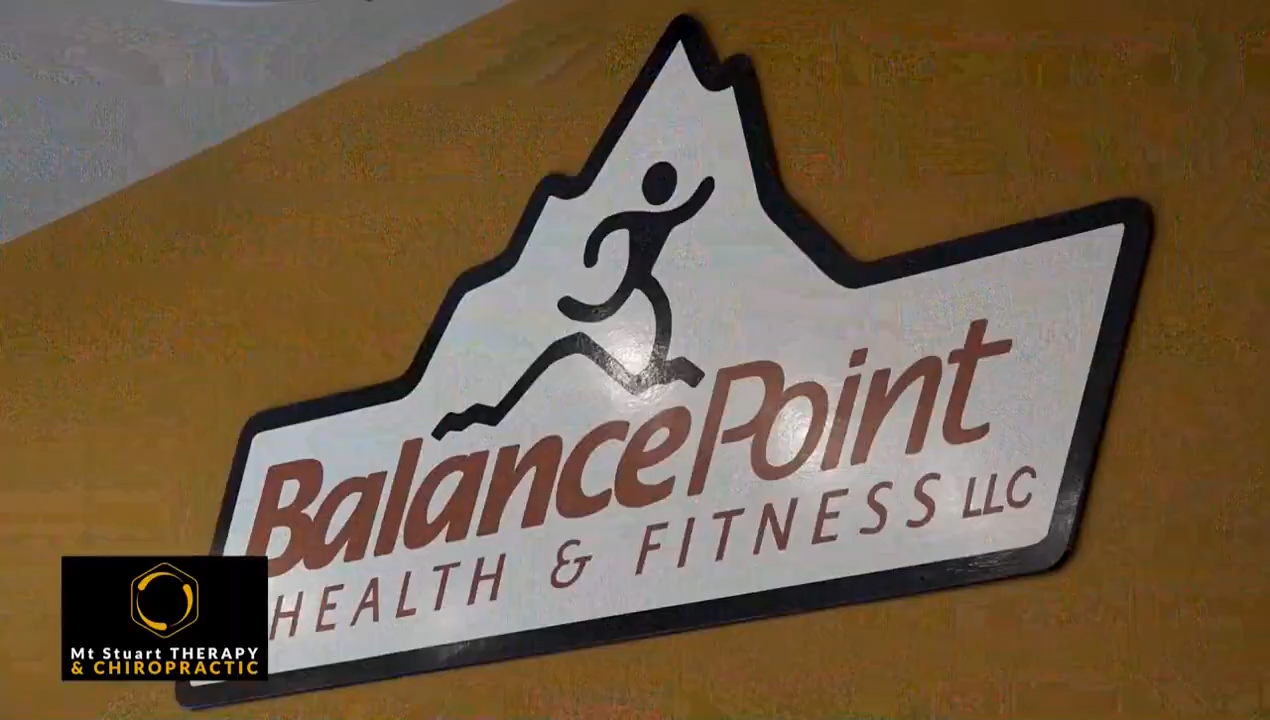 BalancePoint
HEALTH & FITNESS LLC
Mt Stuart THERAPY
& CHIROPRACTIC